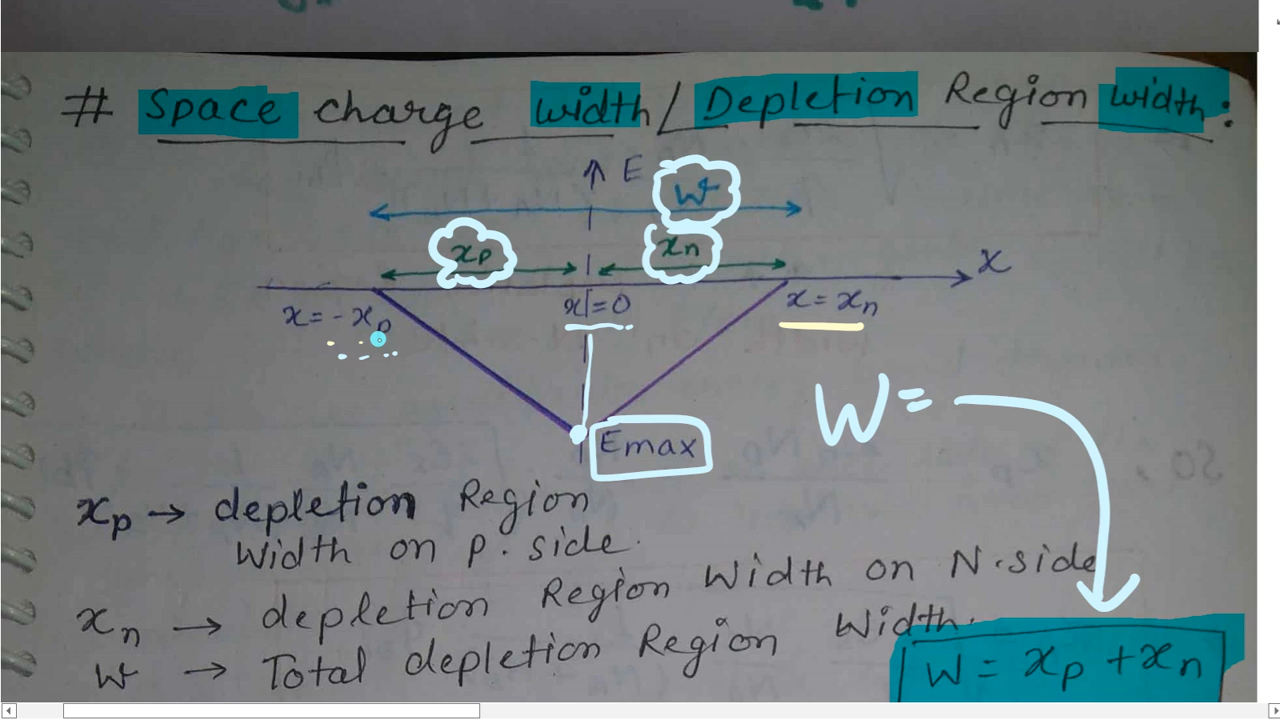 # Space charge width / Depletion Region width :
E
W
xp xn
X
x = - xp x = 0 x = xn
W =
Emax
xp → depletion Region
Width on p. side.
xn → depletion Region Width on N. side
W → Total depletion Region Width.
W = xp + xn